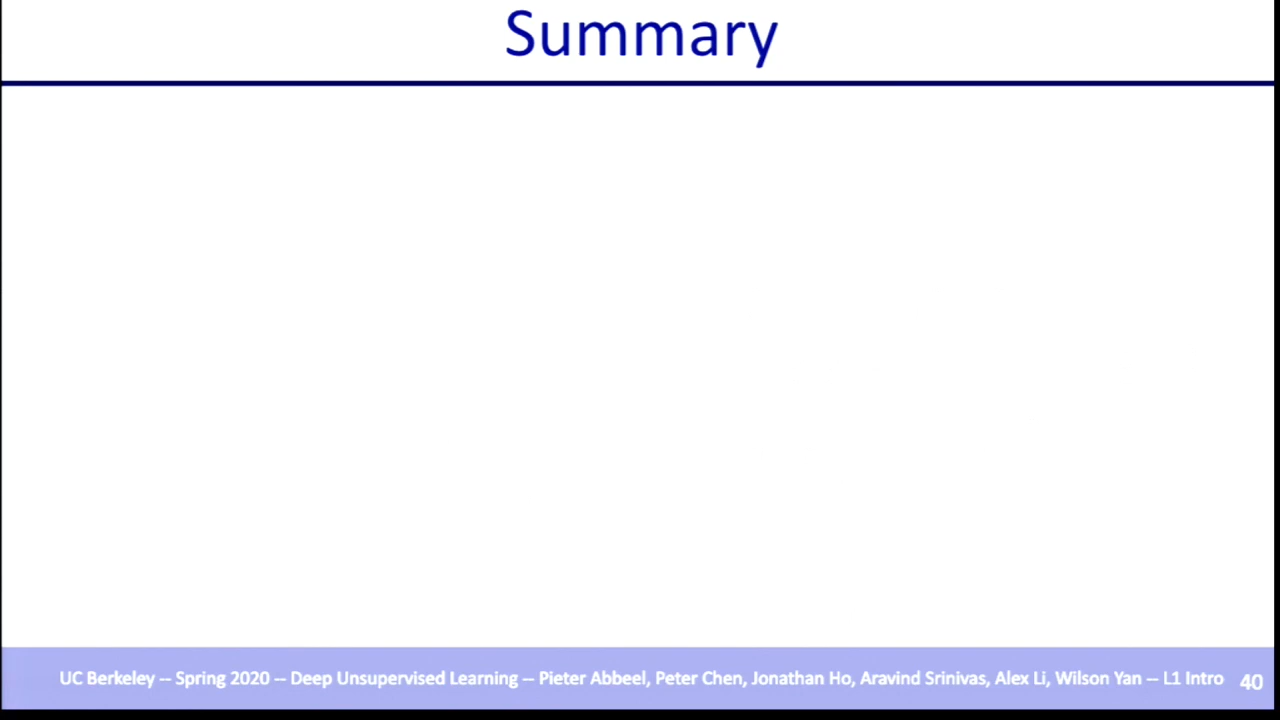 Summary
UC Berkeley -- Spring 2020 -- Deep Unsupervised Learning -- Pieter Abbeel, Peter Chen, Jonathan Ho, Aravind Srinivas, Alex Li, Wilson Yan -- L1 Intro 40